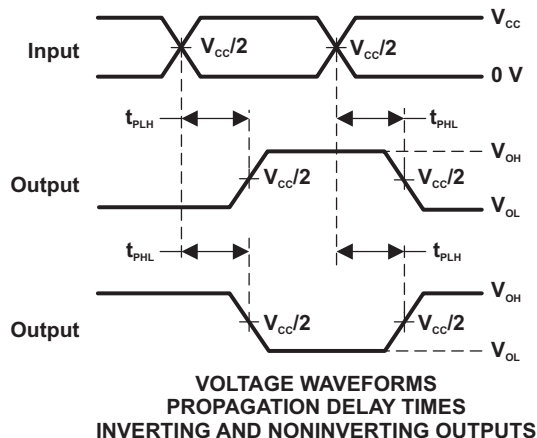 V_CC
Input
V_CC/2
V_CC/2
0 V
t_PLH
t_PHL
V_OH
Output
V_CC/2
V_CC/2
V_OL
t_PHL
t_PLH
V_OH
Output
V_CC/2
V_CC/2
V_OL
VOLTAGE WAVEFORMS
PROPAGATION DELAY TIMES
INVERTING AND NONINVERTING OUTPUTS